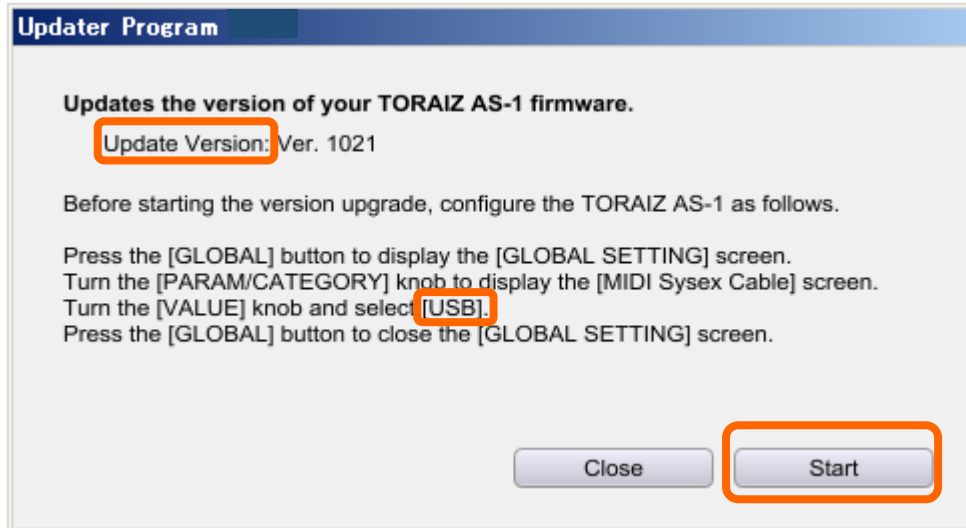 Updater Program
Updates the version of your TORAIZ AS-1 firmware.
Update Version: Ver. 1021
Before starting the version upgrade, configure the TORAIZ AS-1 as follows.
Press the [GLOBAL] button to display the [GLOBAL SETTING] screen.
Turn the [PARAM/CATEGORY] knob to display the [MIDI Sysex Cable] screen.
Turn the [VALUE] knob and select [USB].
Press the [GLOBAL] button to close the [GLOBAL SETTING] screen.
Close Start